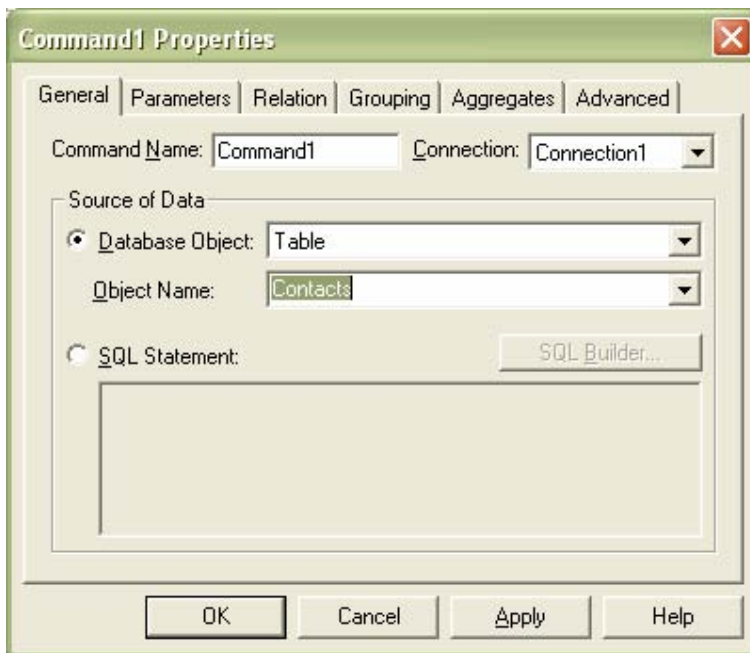 Command1 Properties
General Parameters Relation Grouping Aggregates Advanced
Command Name: Command1 Connection: Connection1
Source of Data
Database Object: Table
Object Name: Contacts
SQL Statement: SQL Builder...
OK Cancel Apply Help